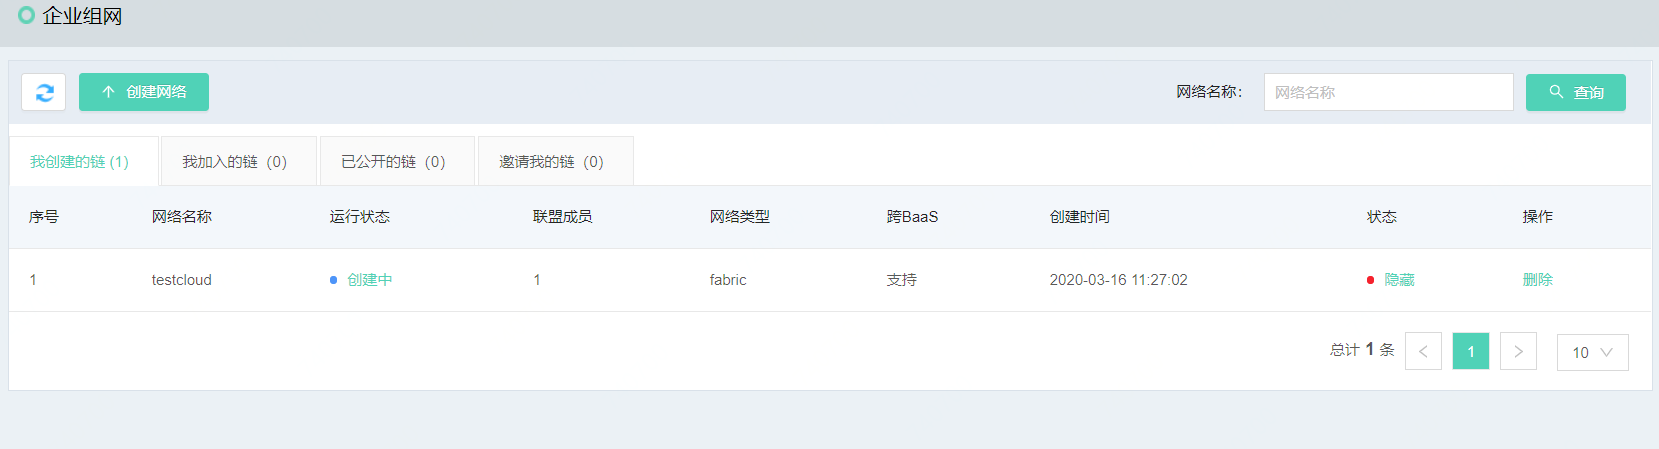 企业组网
创建网络 网络名称： 网络名称 查询
我创建的链 (1) 我加入的链 (0) 已公开的链 (0) 邀请我的链 (0)
序号 网络名称 运行状态 联盟成员 网络类型 跨BaaS 创建时间 状态 操作
1 testcloud 创建中 1 fabric 支持 2020-03-16 11:27:02 隐藏 删除
总计 1 条 1 10